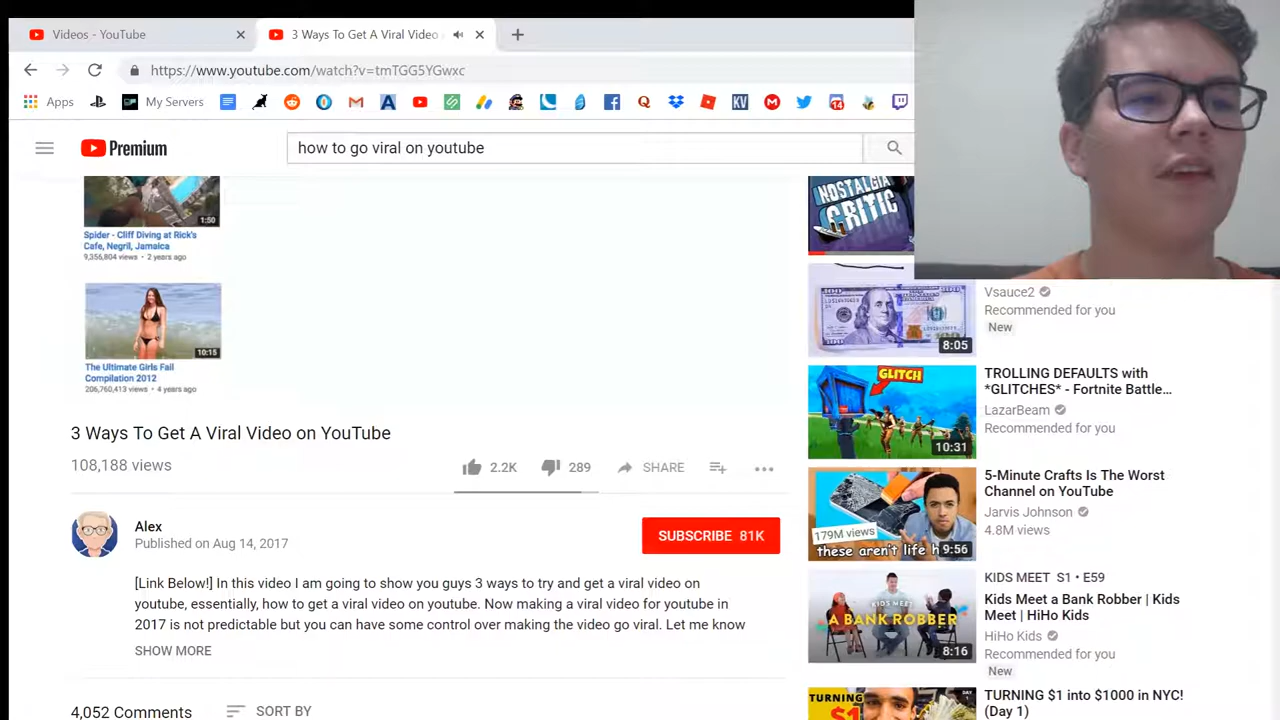 Videos - YouTube
3 Ways To Get A Viral Video
https://www.youtube.com/watch?v=tmTGG5YGwxc
Apps
My Servers
14
Premium
how to go viral on youtube
1:50
Spider - Cliff Diving at Rick's
Cafe, Negril, Jamaica
9,356,804 views • 2 years ago
10:15
The Ultimate Girls Fail
Compilation 2012
206,760,413 views • 4 years ago
3 Ways To Get A Viral Video on YouTube
108,188 views
2.2K
289
SHARE
Alex
Published on Aug 14, 2017
SUBSCRIBE 81K
[Link Below!] In this video I am going to show you guys 3 ways to try and get a viral video on
youtube, essentially, how to get a viral video on youtube. Now making a viral video for youtube in
2017 is not predictable but you can have some control over making the video go viral. Let me know
SHOW MORE
4,052 Comments
SORT BY
NOSTALGIA
CRITIC
8:05
Vsauce2
Recommended for you
New
GLITCH
10:31
TROLLING DEFAULTS with
*GLITCHES* - Fortnite Battle...
LazarBeam
Recommended for you
179M views
these aren't life h
9:56
5-Minute Crafts Is The Worst
Channel on YouTube
Jarvis Johnson
4.8M views
KIDS MEET
A BANK ROBBER
8:16
KIDS MEET S1 • E59
Kids Meet a Bank Robber | Kids
Meet | HiHo Kids
HiHo Kids
Recommended for you
New
TURNING
$1
TURNING $1 into $1000 in NYC!
(Day 1)